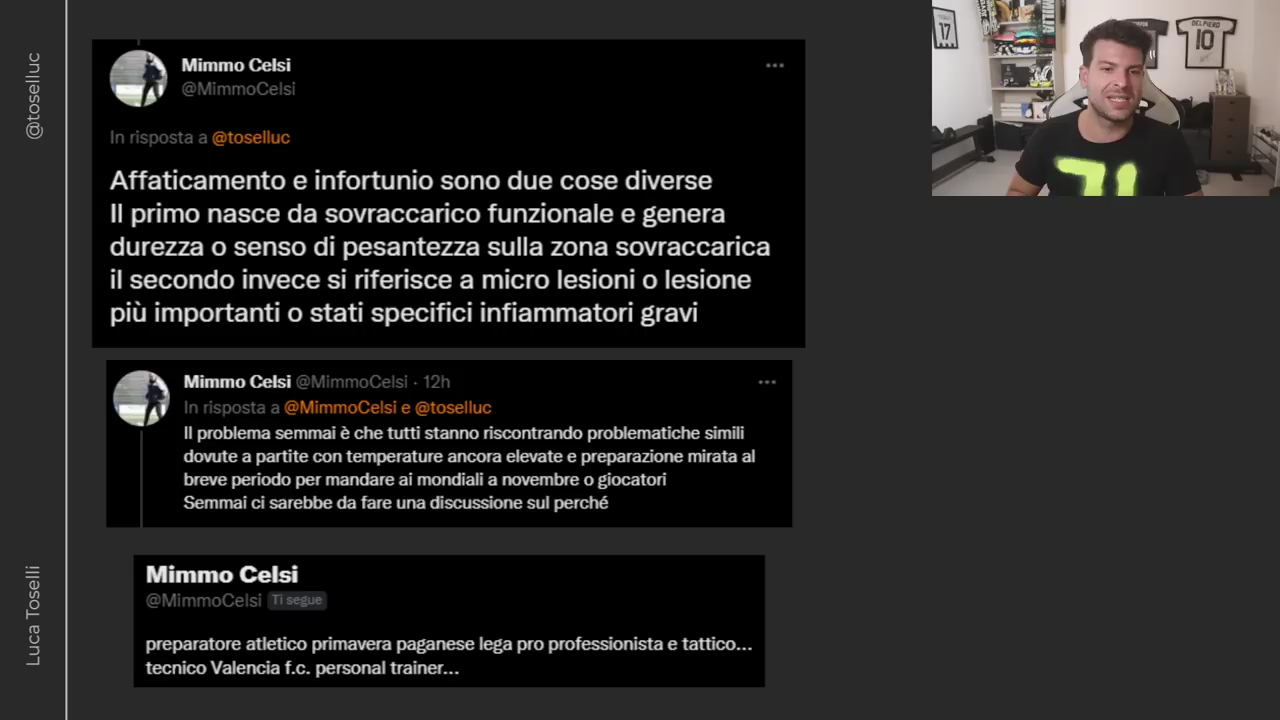 @toselluc
Luca Toselli
Mimmo Celsi
@MimmoCelsi
In risposta a @toselluc
Affaticamento e infortunio sono due cose diverse
Il primo nasce da sovraccarico funzionale e genera
durezza o senso di pesantezza sulla zona sovraccarica
il secondo invece si riferisce a micro lesioni o lesione
più importanti o stati specifici infiammatori gravi
Mimmo Celsi @MimmoCelsi · 12h
In risposta a @MimmoCelsi e @toselluc
Il problema semmai è che tutti stanno riscontrando problematiche simili
dovute a partite con temperature ancora elevate e preparazione mirata al
breve periodo per mandare ai mondiali a novembre o giocatori
Semmai ci sarebbe da fare una discussione sul perché
Mimmo Celsi
@MimmoCelsi Ti segue
preparatore atletico primavera paganese lega pro professionista e tattico...
tecnico Valencia f.c. personal trainer...
17
DEL PIERO
10
71